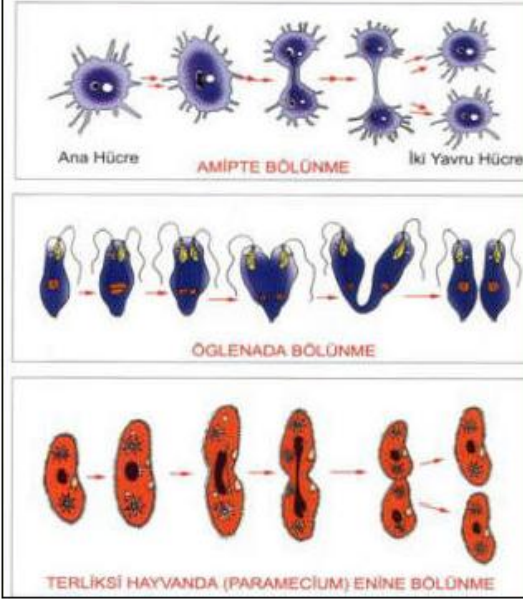 Ana Hücre
İki Yavru Hücre
AMİPTE BÖLÜNME
ÖGLENADA BÖLÜNME
TERLİKSİ HAYVANDA (PARAMECİUM) ENİNE BÖLÜNME